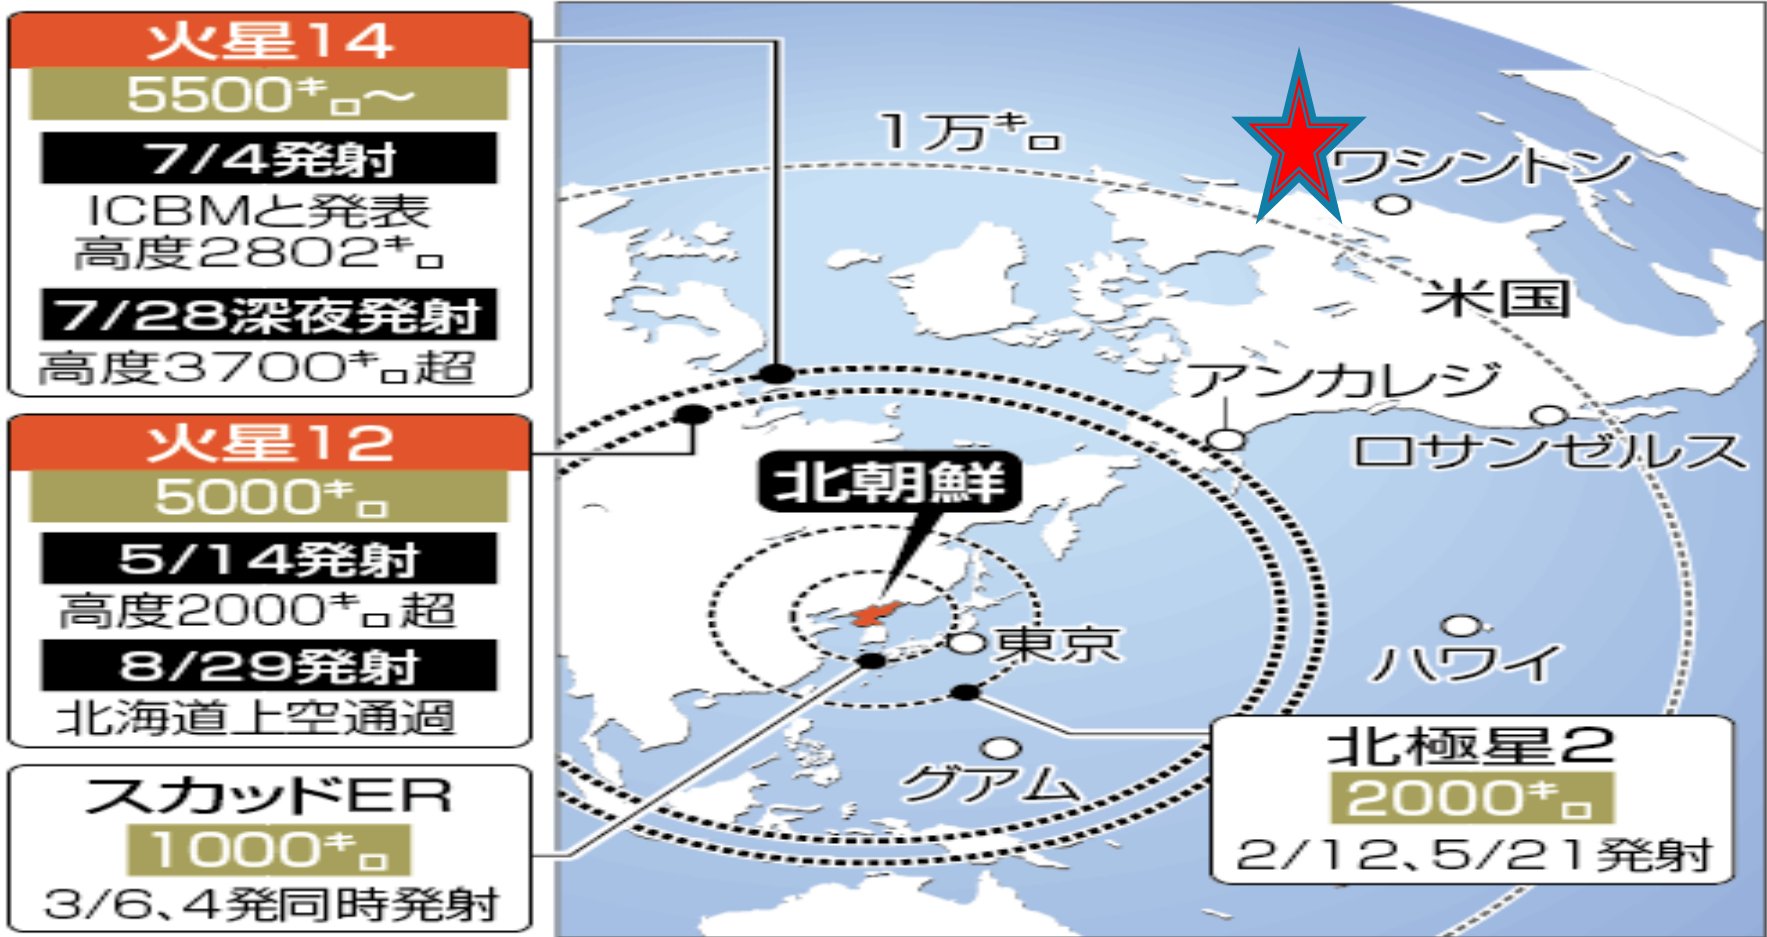 火星14
5500㌔～
7/4発射
ICBMと発表
高度2802㌔
7/28深夜発射
高度3700㌔超
火星12
5000㌔
5/14発射
高度2000㌔超
8/29発射
北海道上空通過
スカッドER
1000㌔
3/6、4発同時発射
1万㌔
ワシントン
米国
アンカレジ
ロサンゼルス
北朝鮮
東京
ハワイ
グアム
北極星2
2000㌔
2/12、5/21発射